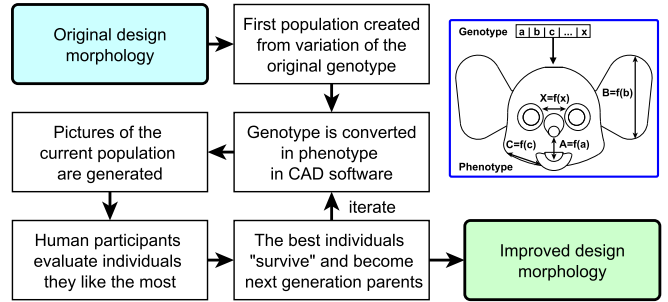 Original design
morphology
First population created
from variation of the
original genotype
Genotype is converted
in phenotype
in CAD software
Pictures of the
current population
are generated
Human participants
evaluate individuals
they like the most
The best individuals
"survive" and become
next generation parents
iterate
Improved design
morphology
Genotype a | b | c | ... | x
X=f(x)
B=f(b)
C=f(c) A=f(a)
Phenotype